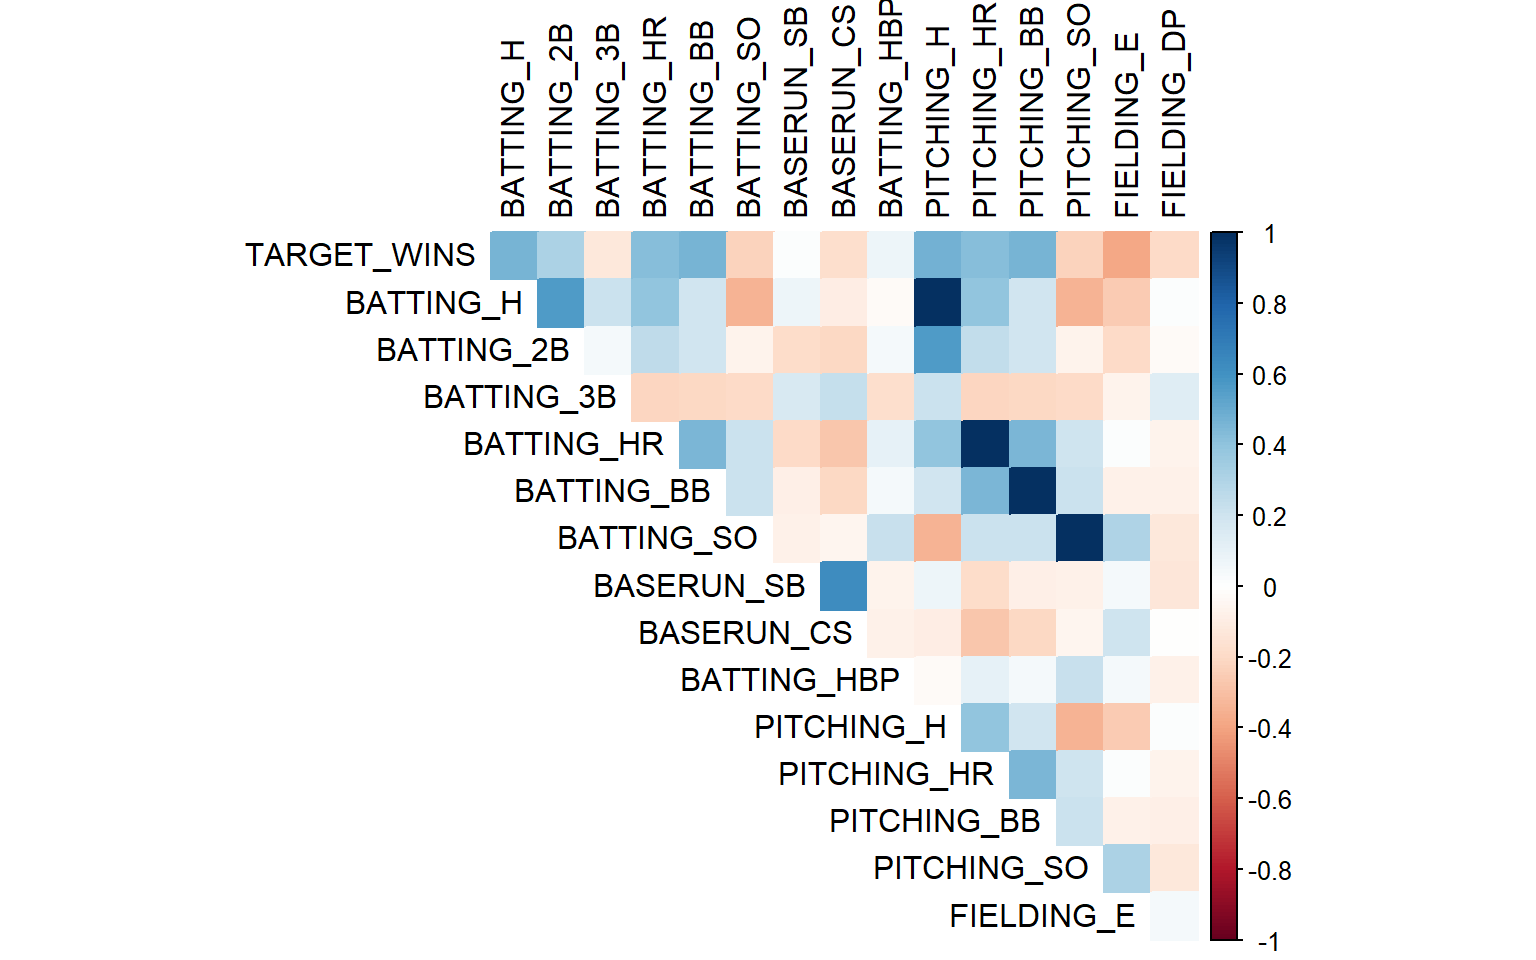 BATTING_H
BATTING_2B
BATTING_3B
BATTING_HR
BATTING_BB
BATTING_SO
BASERUN_SB
BASERUN_CS
BATTING_HBP
PITCHING_H
PITCHING_HR
PITCHING_BB
PITCHING_SO
FIELDING_E
FIELDING_DP
TARGET_WINS
BATTING_H
BATTING_2B
BATTING_3B
BATTING_HR
BATTING_BB
BATTING_SO
BASERUN_SB
BASERUN_CS
BATTING_HBP
PITCHING_H
PITCHING_HR
PITCHING_BB
PITCHING_SO
FIELDING_E
1
0.8
0.6
0.4
0.2
0
-0.2
-0.4
-0.6
-0.8
-1